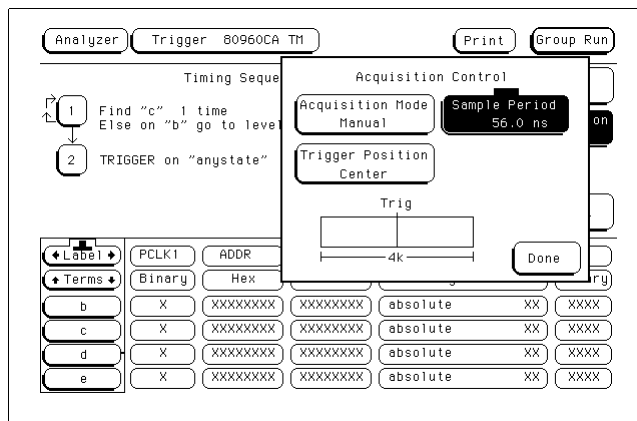 Analyzer Trigger 80960CA TM Print Group Run
Timing Seque
1 Find "c" 1 time
Else on "b" go to level
2 TRIGGER on "anystate"
Acquisition Control
Acquisition Mode
Manual
Sample Period
56.0 ns
on
Trigger Position
Center
Trig
4k
Done
Label PCLK1 ADDR
Terms Binary Hex ry
b X XXXXXXXX XXXXXXXX absolute XX XXXX
c X XXXXXXXX XXXXXXXX absolute XX XXXX
d X XXXXXXXX XXXXXXXX absolute XX XXXX
e X XXXXXXXX XXXXXXXX absolute XX XXXX